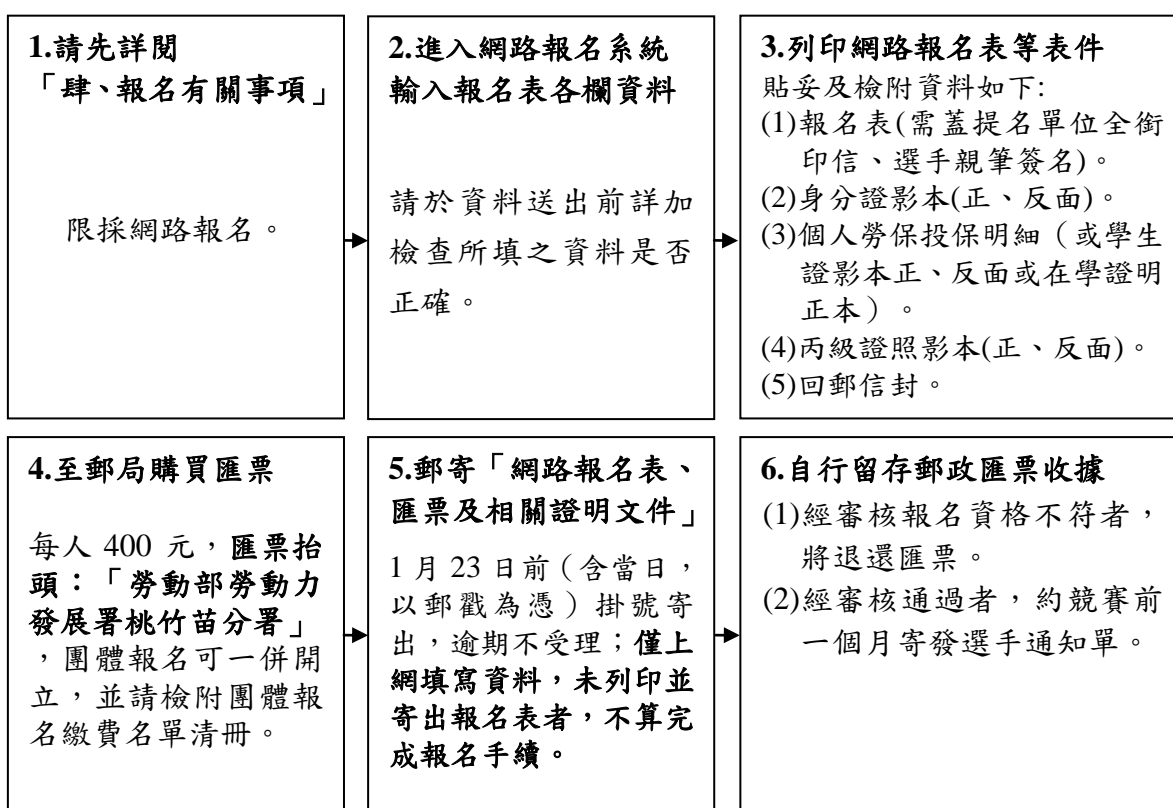 1.請先詳閱
「肆、報名有關事項」
限採網路報名。
2.進入網路報名系統
輸入報名表各欄資料
請於資料送出前詳加
檢查所填之資料是否
正確。
3.列印網路報名表等表件
貼妥及檢附資料如下:
(1)報名表(需蓋提名單位全銜
印信、選手親筆簽名)。
(2)身分證影本(正、反面)。
(3)個人勞保投保明細（或學生
證影本正、反面或在學證明
正本）。
(4)丙級證照影本(正、反面)。
(5)回郵信封。
4.至郵局購買匯票
每人 400 元，匯票抬
頭：「勞動部勞動力
發展署桃竹苗分署」
，團體報名可一併開
立，並請檢附團體報
名繳費名單清冊。
5.郵寄「網路報名表、
匯票及相關證明文件」
1 月 23 日前（含當日，
以郵戳為憑）掛號寄
出，逾期不受理；僅上
網填寫資料，未列印並
寄出報名表者，不算完
成報名手續。
6.自行留存郵政匯票收據
(1)經審核報名資格不符者，
將退還匯票。
(2)經審核通過者，約競賽前
一個月寄發選手通知單。